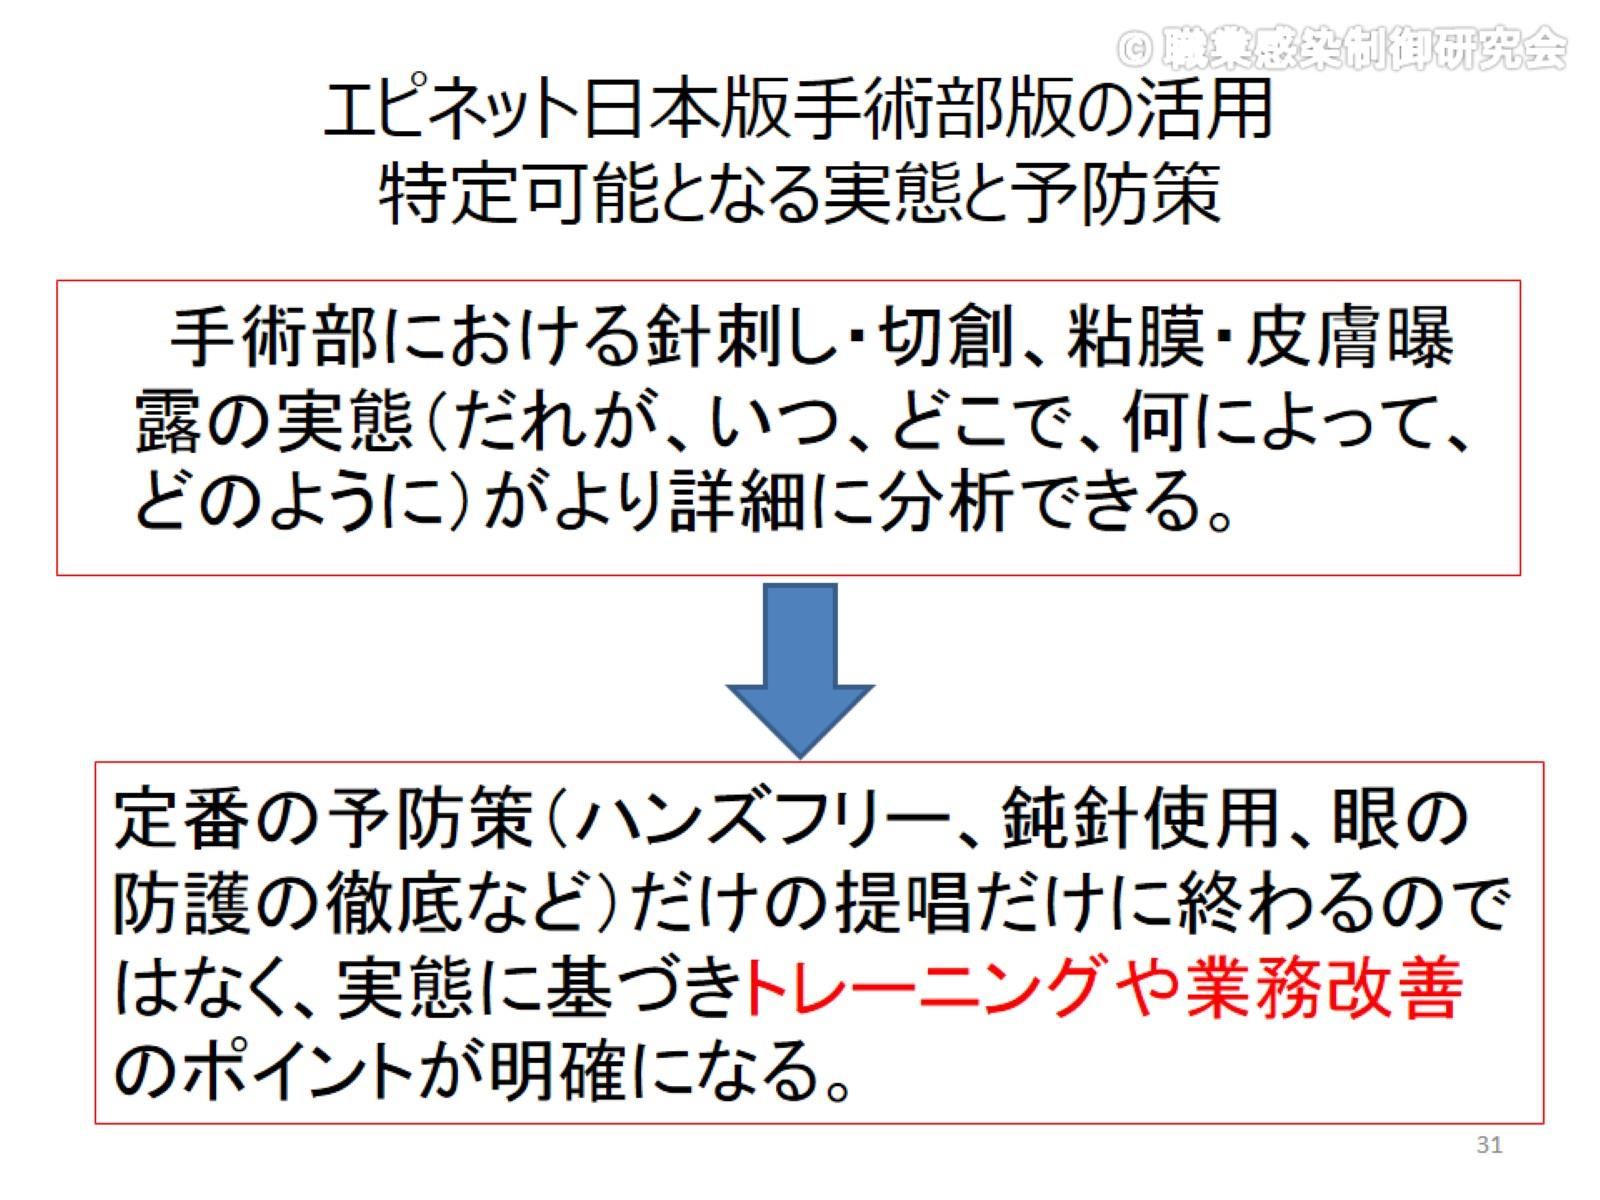 © 職業感染制御研究会
エピネット日本版手術部版の活用
特定可能となる実態と予防策
手術部における針刺し・切創、粘膜・皮膚曝
露の実態(だれが、いつ、どこで、何によって、
どのように)がより詳細に分析できる。
定番の予防策(ハンズフリー、鈍針使用、眼の
防護の徹底など)だけの提唱だけに終わるので
はなく、実態に基づきトレーニングや業務改善
のポイントが明確になる。
31